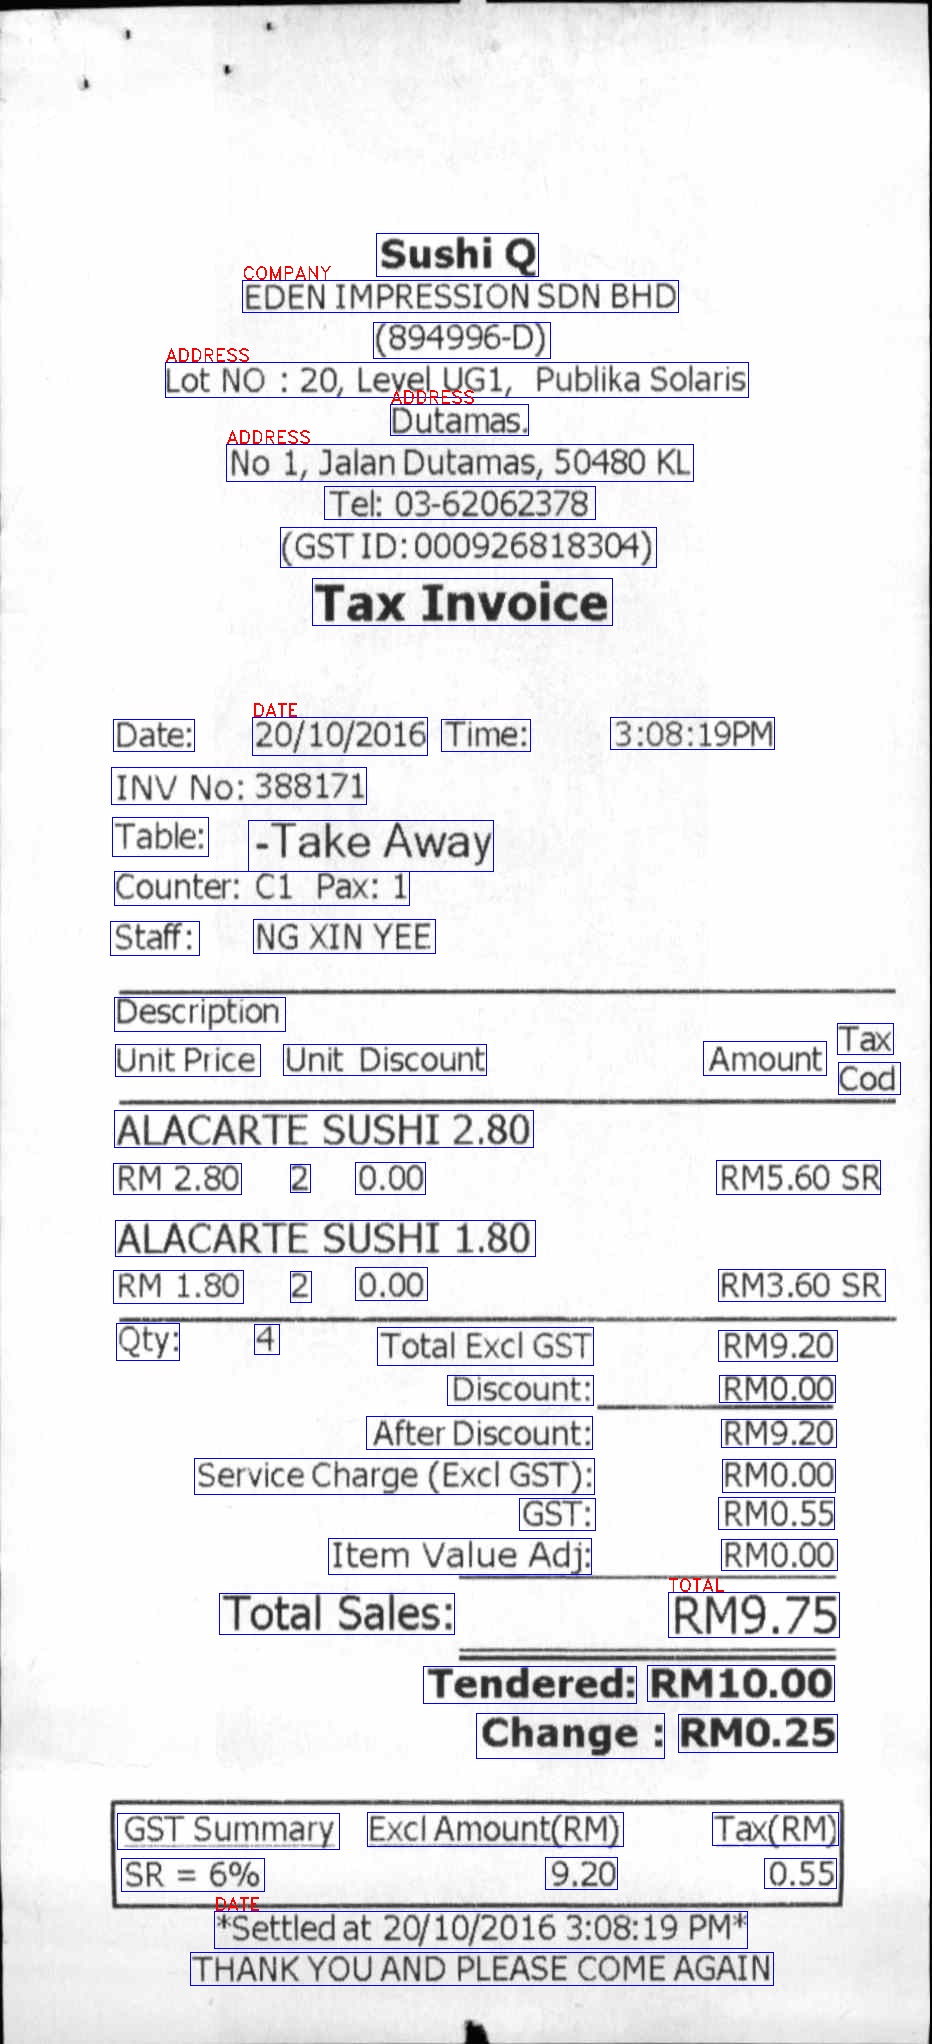 Sushi Q
COMPANY
EDEN IMPRESSION SDN BHD
(894996-D)
ADDRESS
Lot NO : 20, Level UG1, Publika Solaris
ADDRESS
Dutamas.
ADDRESS
No 1, Jalan Dutamas, 50480 KL
Tel: 03-62062378
(GST ID: 000926818304)
Tax Invoice
DATE
Date: 20/10/2016 Time: 3:08:19PM
INV No: 388171
Table: -Take Away
Counter: C1 Pax: 1
Staff: NG XIN YEE
Description
Unit Price Unit Discount Amount Tax Cod
ALACARTE SUSHI 2.80
RM 2.80 2 0.00 RM5.60 SR
ALACARTE SUSHI 1.80
RM 1.80 2 0.00 RM3.60 SR
Qty: 4 Total Excl GST RM9.20
Discount: RM0.00
After Discount: RM9.20
Service Charge (Excl GST): RM0.00
GST: RM0.55
Item Value Adj: RM0.00
TOTAL
Total Sales: RM9.75
Tendered: RM10.00
Change : RM0.25
GST Summary Excl Amount(RM) Tax(RM)
SR = 6% 9.20 0.55
DATE
*Settled at 20/10/2016 3:08:19 PM*
THANK YOU AND PLEASE COME AGAIN